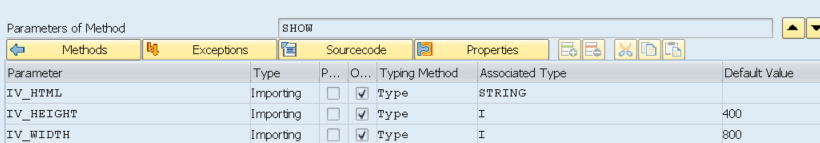 Parameters of Method SHOW
Methods Exceptions Sourcecode Properties
Parameter Type P... O... Typing Method Associated Type Default Value
IV_HTML Importing Type STRING
IV_HEIGHT Importing Type I 400
IV_WIDTH Importing Type I 800